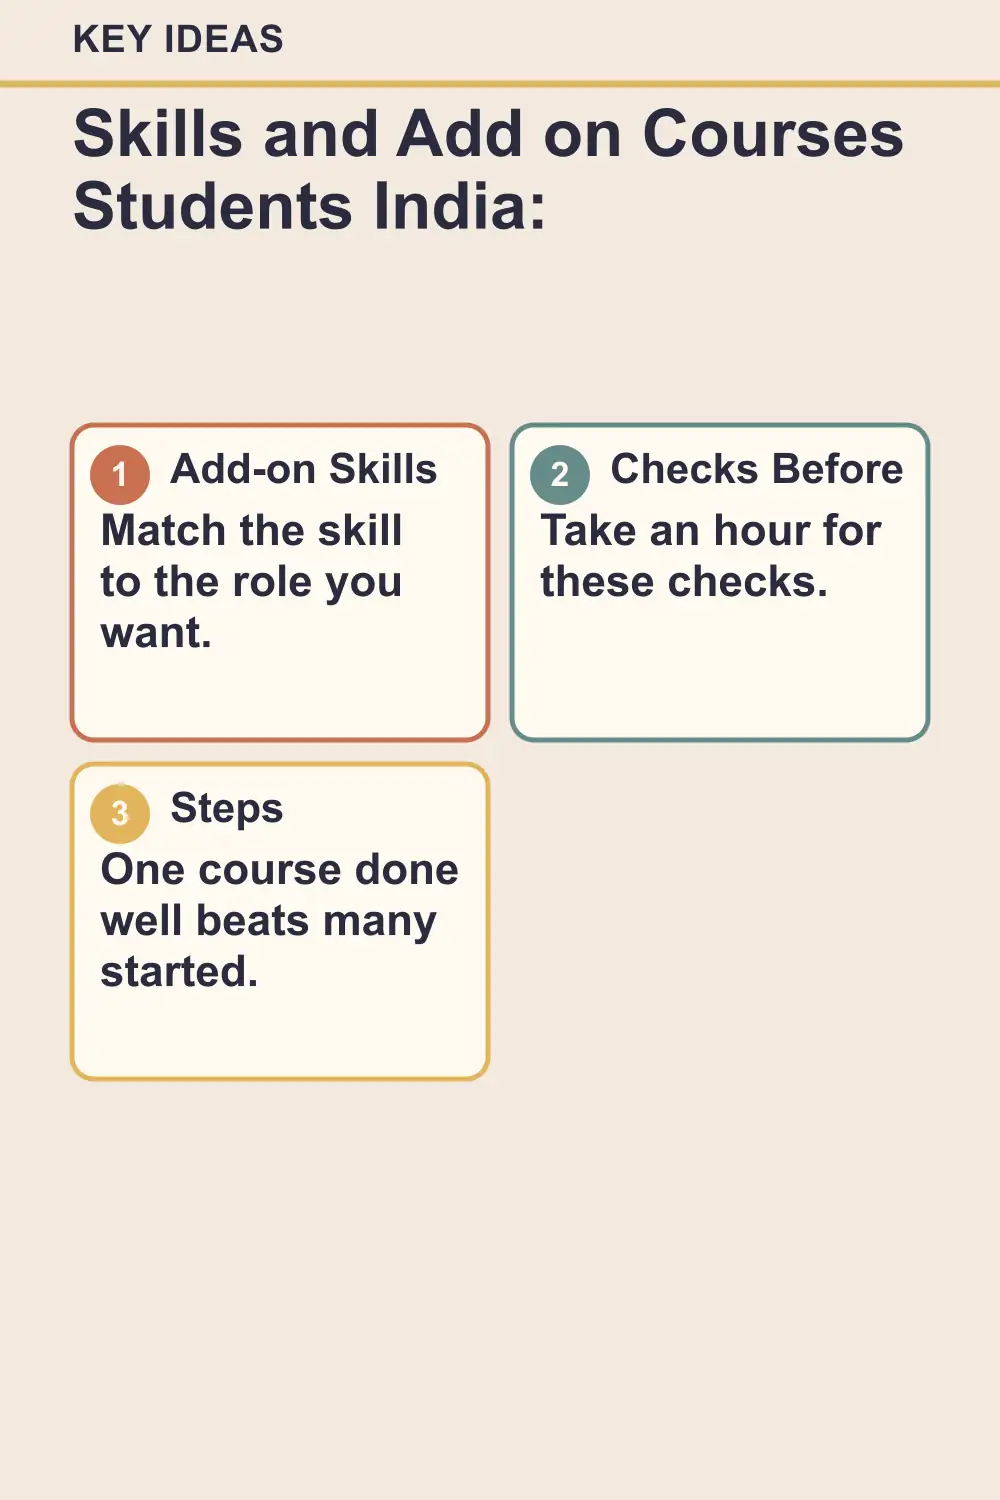 KEY IDEAS
Skills and Add on Courses
Students India:
1 Add-on Skills
Match the skill
to the role you
want.
2 Checks Before
Take an hour for
these checks.
3 Steps
One course done
well beats many
started.